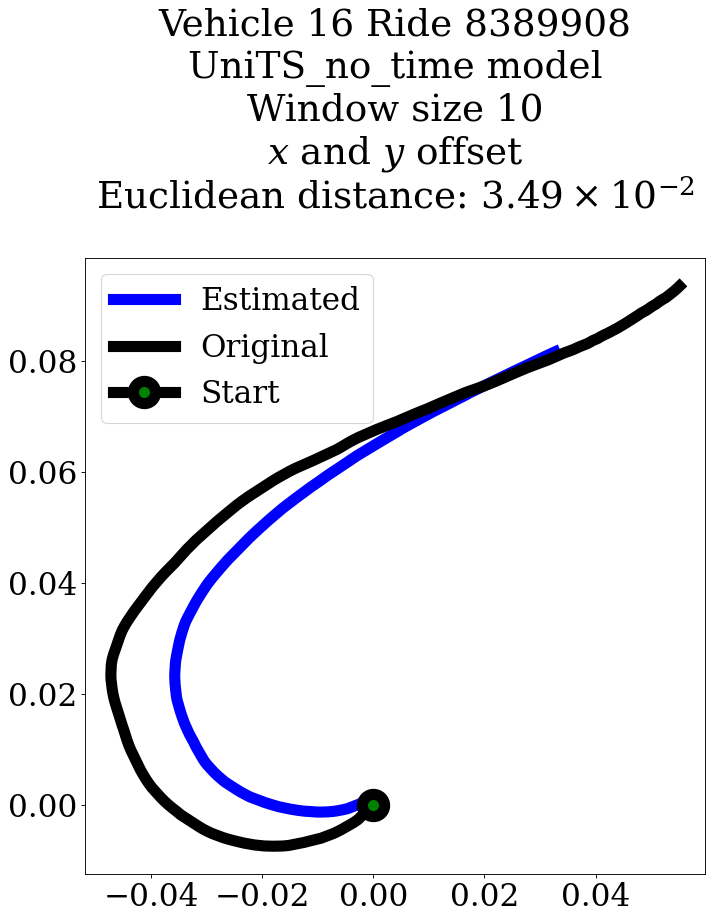 Vehicle 16 Ride 8389908
UniTS_no_time model
Window size 10
x and y offset
Euclidean distance: 3.49 × 10⁻²
Estimated
Original
Start
0.08
0.06
0.04
0.02
0.00
−0.04 −0.02 0.00 0.02 0.04